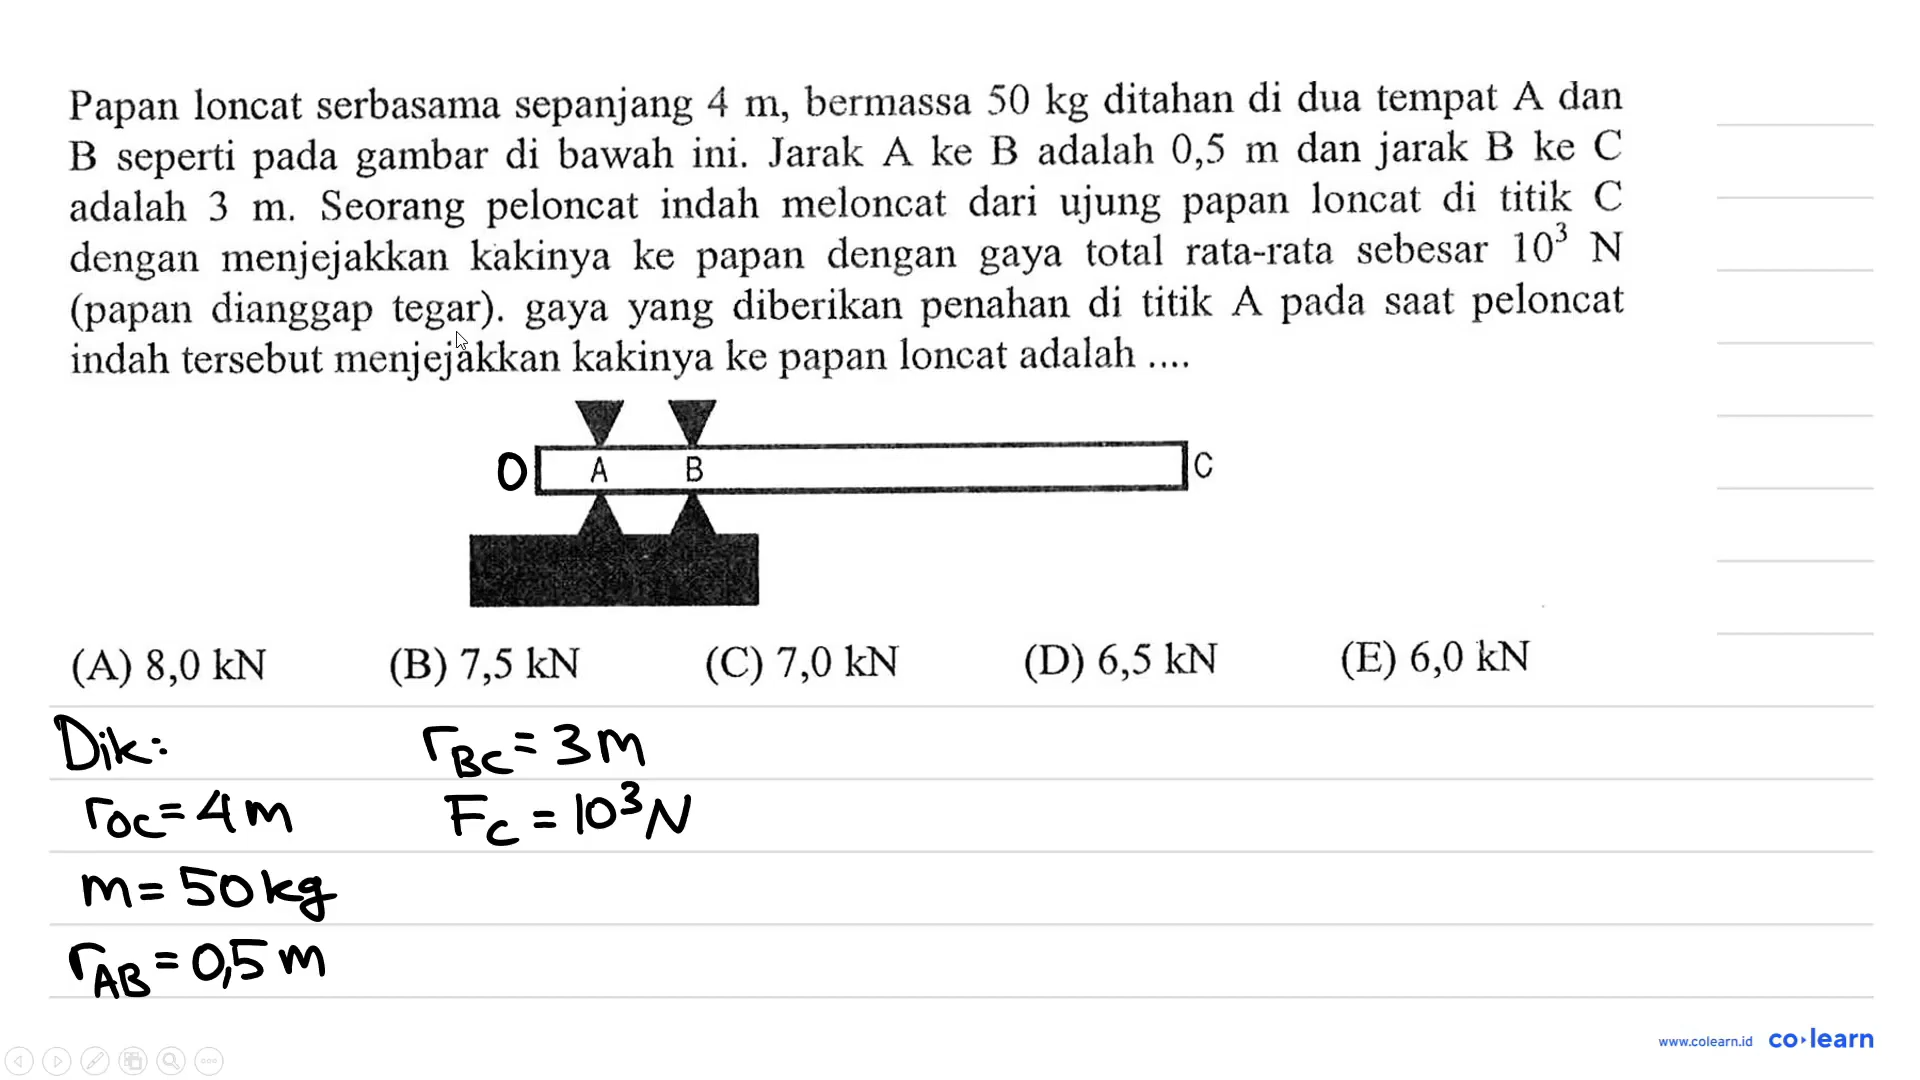 Papan loncat serbasama sepanjang 4 m, bermassa 50 kg ditahan di dua tempat A dan
B seperti pada gambar di bawah ini. Jarak A ke B adalah 0,5 m dan jarak B ke C
adalah 3 m. Seorang peloncat indah meloncat dari ujung papan loncat di titik C
dengan menjejakkan kakinya ke papan dengan gaya total rata-rata sebesar 10³ N
(papan dianggap tegar). gaya yang diberikan penahan di titik A pada saat peloncat
indah tersebut menjejakkan kakinya ke papan loncat adalah ....
O A B C
(A) 8,0 kN (B) 7,5 kN (C) 7,0 kN (D) 6,5 kN (E) 6,0 kN
Dik: r_BC = 3 m
r_OC = 4 m F_C = 10³ N
m = 50 kg
r_AB = 0,5 m
www.colearn.id co learn